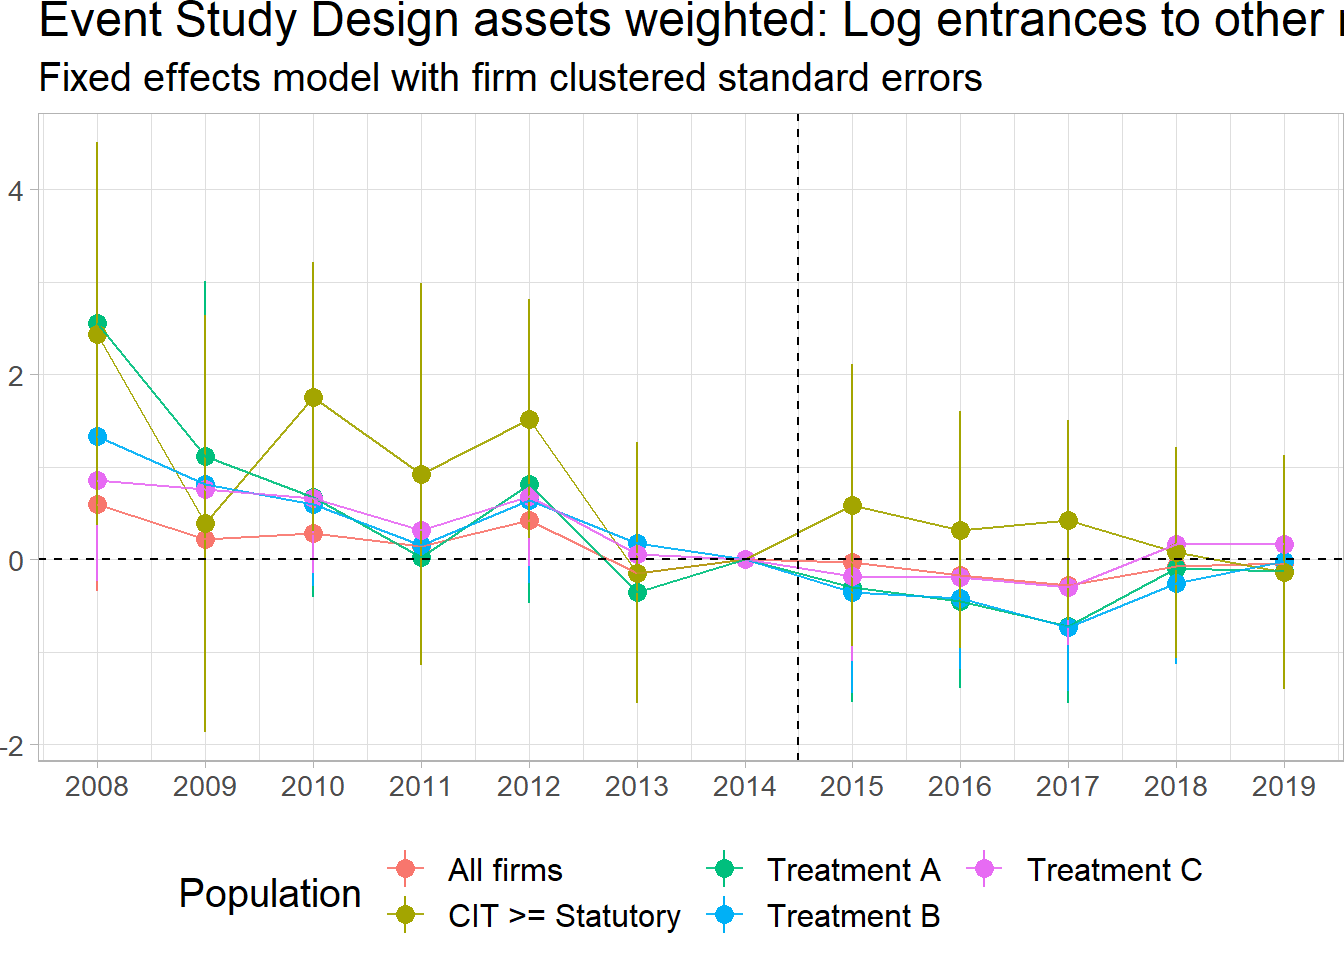 Event Study Design assets weighted: Log entrances to other
Fixed effects model with firm clustered standard errors
4
2
0
-2
2008 2009 2010 2011 2012 2013 2014 2015 2016 2017 2018 2019
Population
All firms Treatment A Treatment C
CIT >= Statutory Treatment B